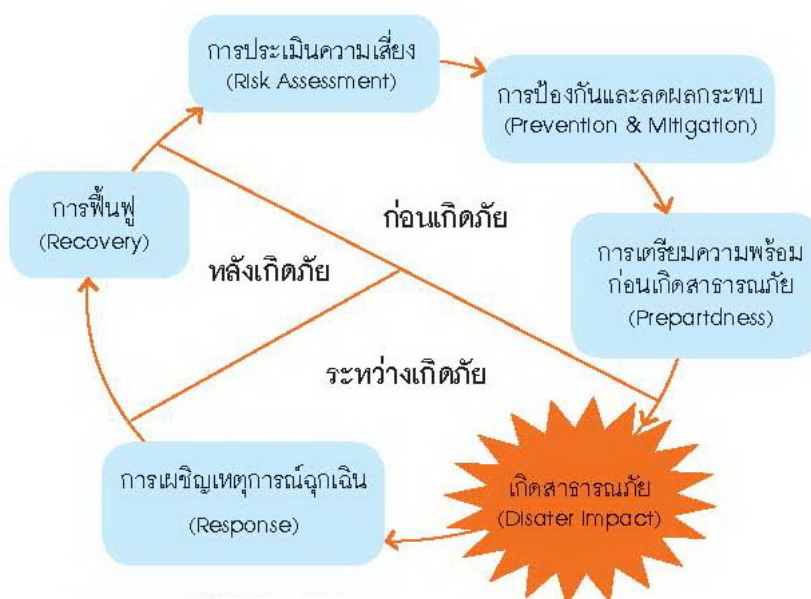 การประเมินความเสี่ยง
(Risk Assessment)
การป้องกันและลดผลกระทบ
(Prevention & Mitigation)
การฟื้นฟู
(Recovery)
ก่อนเกิดภัย
หลังเกิดภัย
การเตรียมความพร้อม
ก่อนเกิดสาธารณภัย
(Prepartdness)
ระหว่างเกิดภัย
การเผชิญเหตุการณ์ฉุกเฉิน
(Response)
เกิดสาธารณภัย
(Disater Impact)